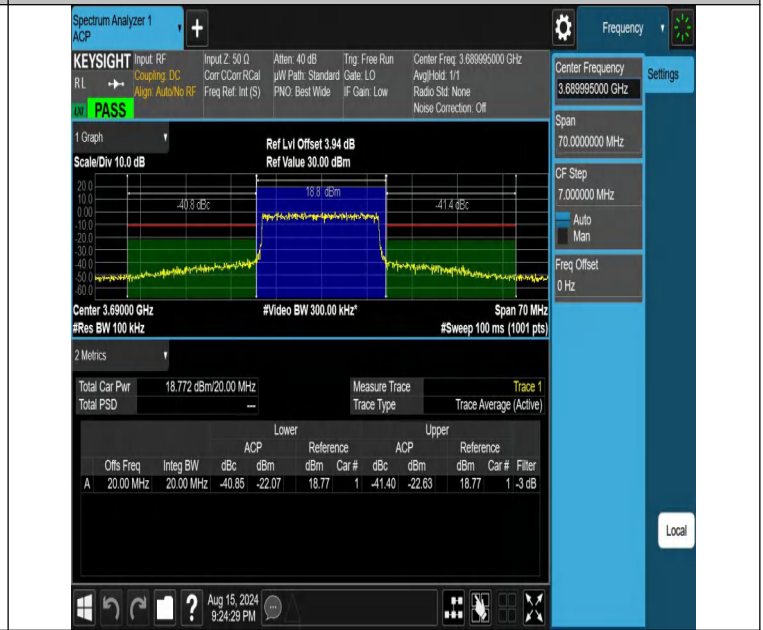 Spectrum Analyzer 1
ACP
+
Frequency
KEYSIGHT Input: RF Input Z: 50 Ω Atten: 40 dB Trig: Free Run Center Freq: 3.689995000 GHz
RL Coupling: DC Corr CCorr RCal µW Path: Standard Gate: LO Avg|Hold: 1/1
Align: Auto/No RF Freq Ref: Int (S) PNO: Best Wide IF Gain: Low Radio Std: None
PASS Noise Correction: Off
Center Frequency
3.689995000 GHz
Settings
Span
70.0000000 MHz
CF Step
7.000000 MHz
Auto
Man
Freq Offset
0 Hz
Local
1 Graph
Ref Lvl Offset 3.94 dB
Scale/Div 10.0 dB Ref Value 30.00 dBm
20.0
10.0
0.00
-10.0
-20.0
-30.0
-40.0
-50.0
-60.0
-40.8 dBc 18.8 dBm -41.4 dBc
Center 3.69000 GHz #Video BW 300.00 kHz* Span 70 MHz
#Res BW 100 kHz #Sweep 100 ms (1001 pts)
2 Metrics
Total Car Pwr 18.772 dBm/20.00 MHz Measure Trace Trace 1
Total PSD --- Trace Type Trace Average (Active)
Lower Upper
ACP Reference ACP Reference
Offs Freq Integ BW dBc dBm dBm Car # dBc dBm dBm Car # Filter
A 20.00 MHz 20.00 MHz -40.85 -22.07 18.77 1 -41.40 -22.63 18.77 1 -3 dB
?
Aug 15, 2024
9:24:29 PM